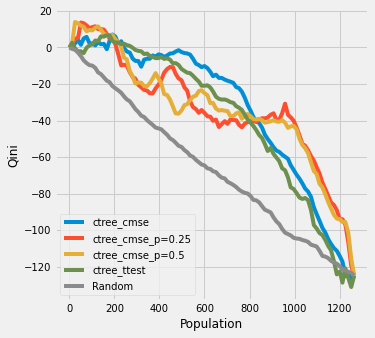 20
0
−20
−40
−60
−80
−100
−120
Qini
ctree_cmse
ctree_cmse_p=0.25
ctree_cmse_p=0.5
ctree_ttest
Random
0 200 400 600 800 1000 1200
Population